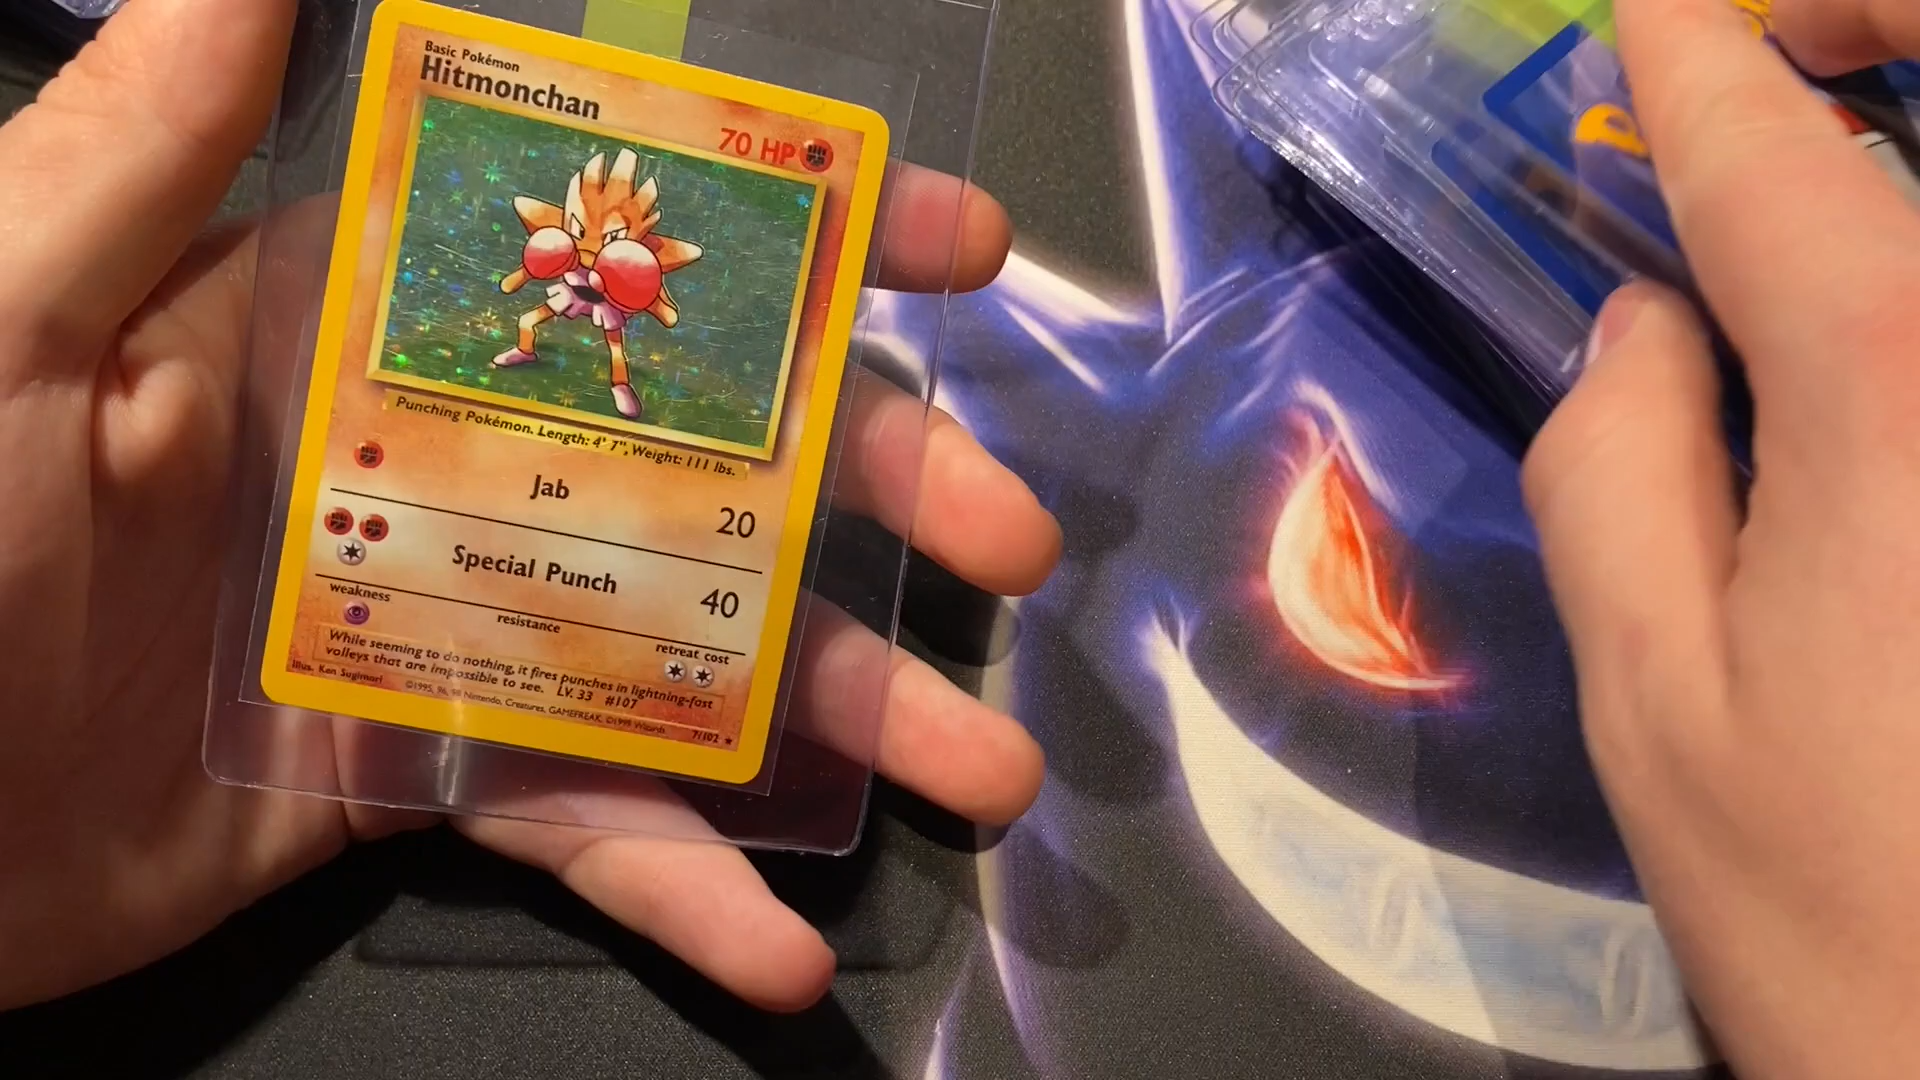 Basic Pokémon
Hitmonchan
70 HP
Punching Pokémon. Length: 4' 7", Weight: 111 lbs.
Jab
20
Special Punch
40
weakness
resistance
retreat cost
While seeming to do nothing, it fires punches in lightning-fast
volleys that are impossible to see. LV. 33 #107
Illus. Ken Sugimori
©1995, 96, 98 Nintendo, Creatures, GAMEFREAK. ©1999 Wizards.
7/102